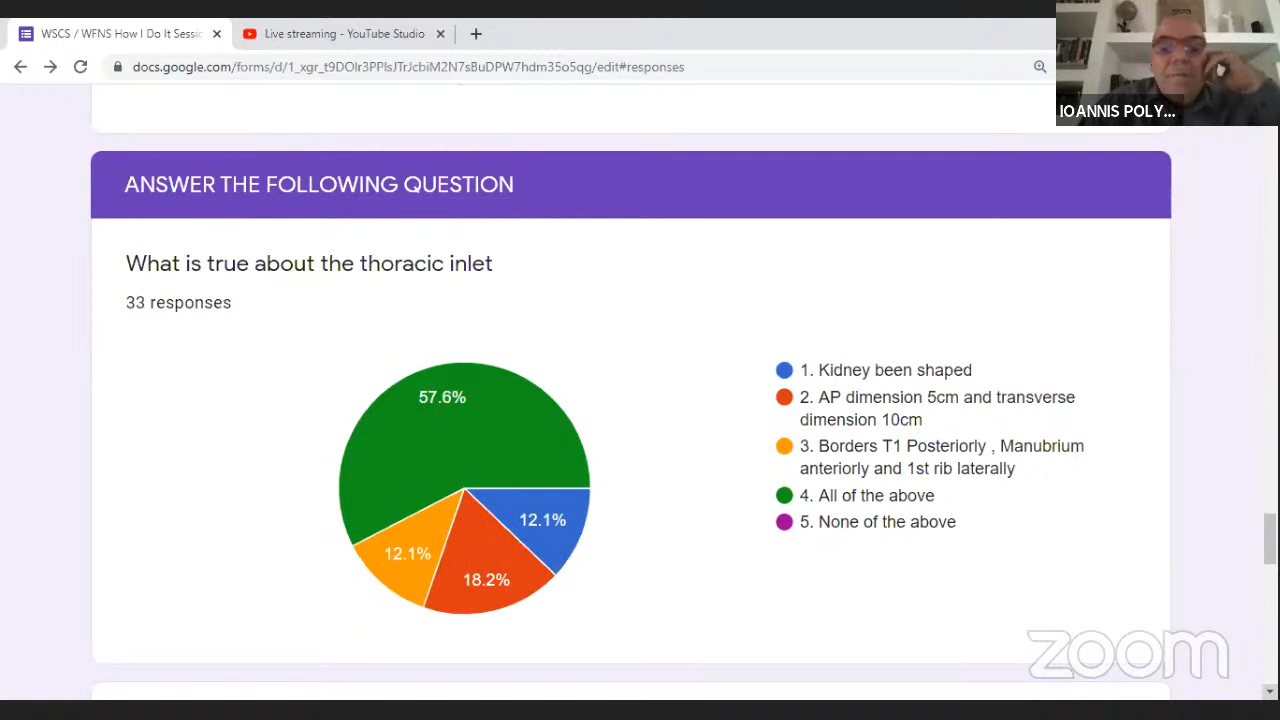 WSCS / WFNS How I Do It Sessi
Live streaming - YouTube Studio
docs.google.com/forms/d/1_xgr_t9DOlr3PPlsJTrJcbiM2N7sBuDPW7hdm35o5qg/edit#responses
IOANNIS POLY...
ANSWER THE FOLLOWING QUESTION
What is true about the thoracic inlet
33 responses
57.6%
12.1%
12.1%
18.2%
1. Kidney been shaped
2. AP dimension 5cm and transverse
dimension 10cm
3. Borders T1 Posteriorly , Manubrium
anteriorly and 1st rib laterally
4. All of the above
5. None of the above
zoom